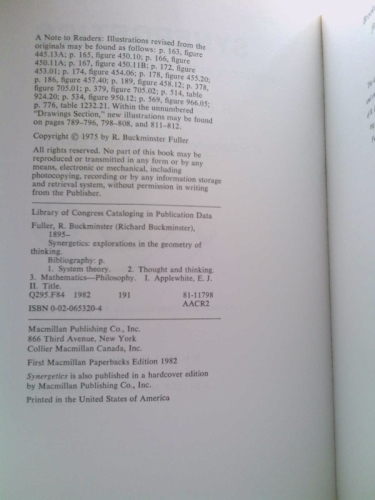 A Note to Readers: Illustrations revised from the
originals may be found as follows: p. 163, figure
445.13A; p. 165, figure 450.10; p. 166, figure
450.11A; p. 167, figure 450.11B; p. 172, figure
453.01; p. 174, figure 454.06; p. 178, figure 455.20;
p. 186, figure 457.40; p. 189, figure 458.12; p. 378,
figure 705.01; p. 379, figure 705.02; p. 514, table
924.20; p. 534, figure 950.12; p. 569, figure 966.05;
p. 776, table 1232.21. Within the unnumbered
"Drawings Section," new illustrations may be found
on pages 789–796, 798–808, and 811–812.
Copyright © 1975 by R. Buckminster Fuller
All rights reserved. No part of this book may be
reproduced or transmitted in any form or by any
means, electronic or mechanical, including
photocopying, recording or by any information storage
and retrieval system, without permission in writing
from the Publisher.
Library of Congress Cataloging in Publication Data
Fuller, R. Buckminster (Richard Buckminster),
1895–
Synergetics: explorations in the geometry of
thinking.
Bibliography: p.
1. System theory. 2. Thought and thinking.
3. Mathematics—Philosophy. I. Applewhite, E. J.
II. Title.
Q295.F84 1982 191 81-11798
AACR2
ISBN 0-02-065320-4
Macmillan Publishing Co., Inc.
866 Third Avenue, New York
Collier Macmillan Canada, Inc.
First Macmillan Paperbacks Edition 1982
Synergetics is also published in a hardcover edition
by Macmillan Publishing Co., Inc.
Printed in the United States of America